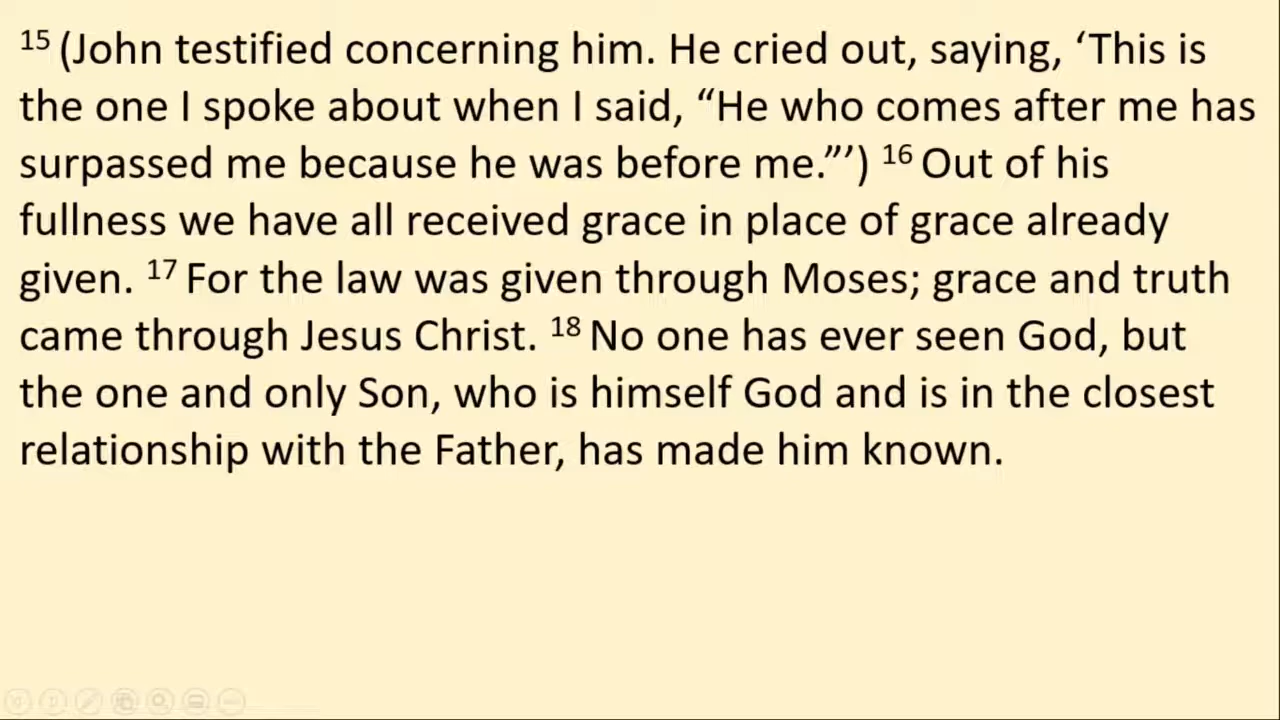 15 (John testified concerning him. He cried out, saying, ‘This is
the one I spoke about when I said, “He who comes after me has
surpassed me because he was before me.”’) 16 Out of his
fullness we have all received grace in place of grace already
given. 17 For the law was given through Moses; grace and truth
came through Jesus Christ. 18 No one has ever seen God, but
the one and only Son, who is himself God and is in the closest
relationship with the Father, has made him known.